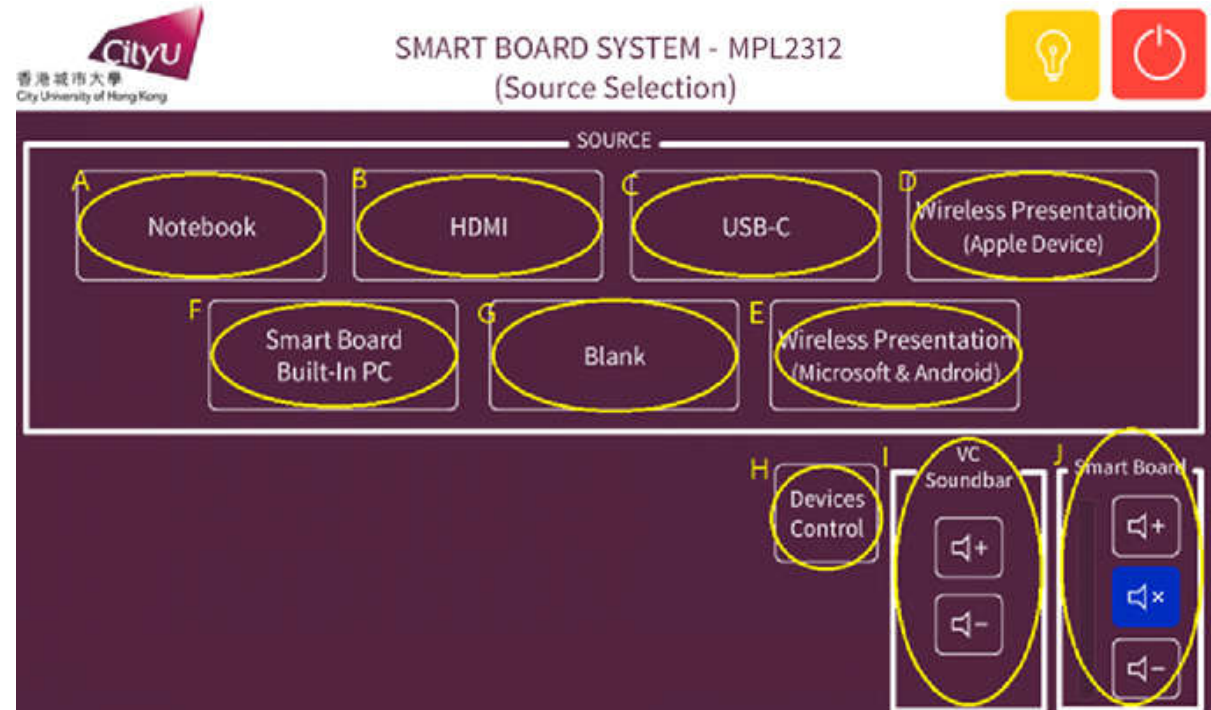 CityU
香港城市大學
City University of Hong Kong
SMART BOARD SYSTEM - MPL2312
(Source Selection)
SOURCE
A
Notebook
B
HDMI
C
USB-C
D
Wireless Presentation
(Apple Device)
F
Smart Board
Built-In PC
G
Blank
E
Wireless Presentation
(Microsoft & Android)
H
Devices
Control
I
VC
Soundbar
+
-
J
Smart Board
+
×
-